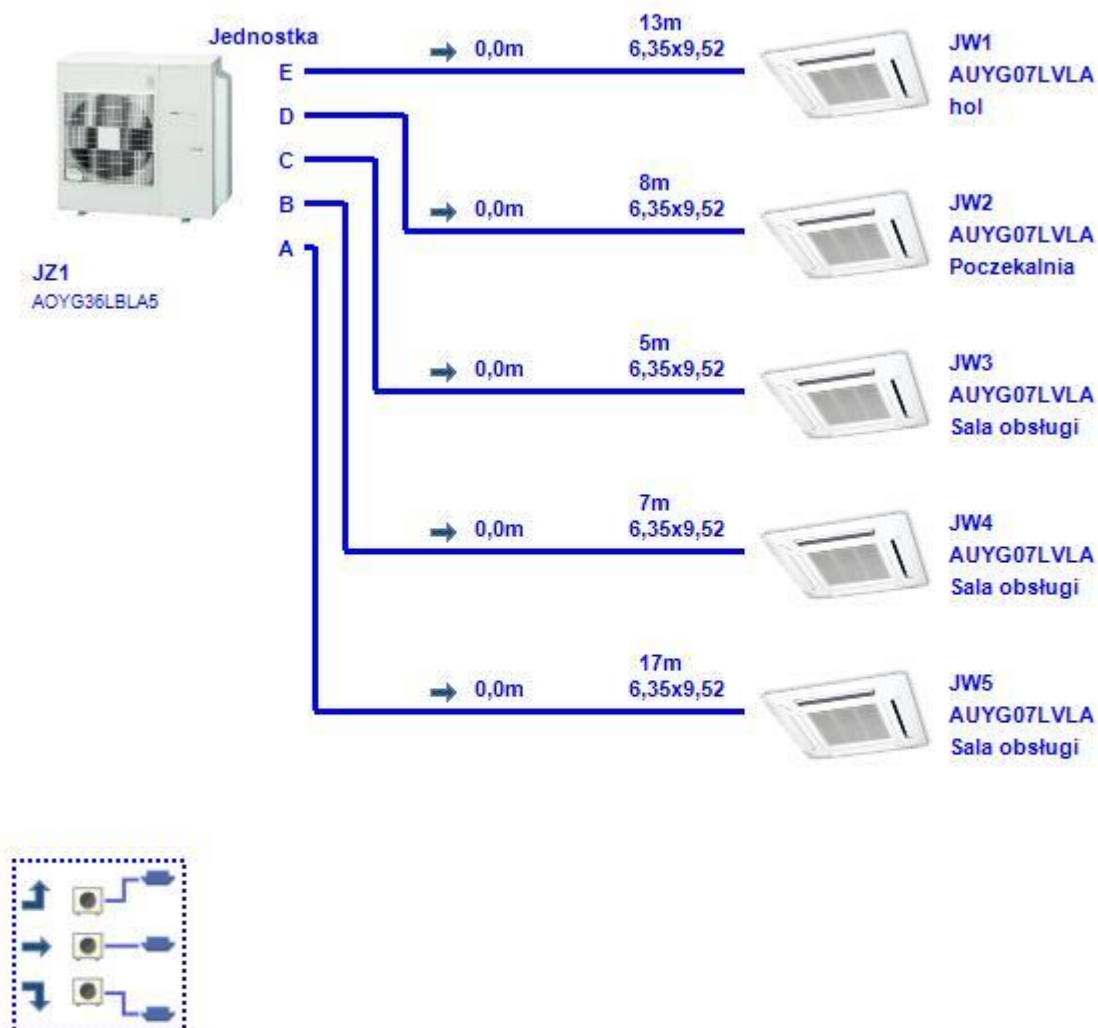 Jednostka
E
D
C
B
A
JZ1
AOYG36LBLA5
0,0m
13m
6,35x9,52
JW1
AUYG07LVLA
hol
0,0m
8m
6,35x9,52
JW2
AUYG07LVLA
Poczekalnia
0,0m
5m
6,35x9,52
JW3
AUYG07LVLA
Sala obsługi
0,0m
7m
6,35x9,52
JW4
AUYG07LVLA
Sala obsługi
0,0m
17m
6,35x9,52
JW5
AUYG07LVLA
Sala obsługi